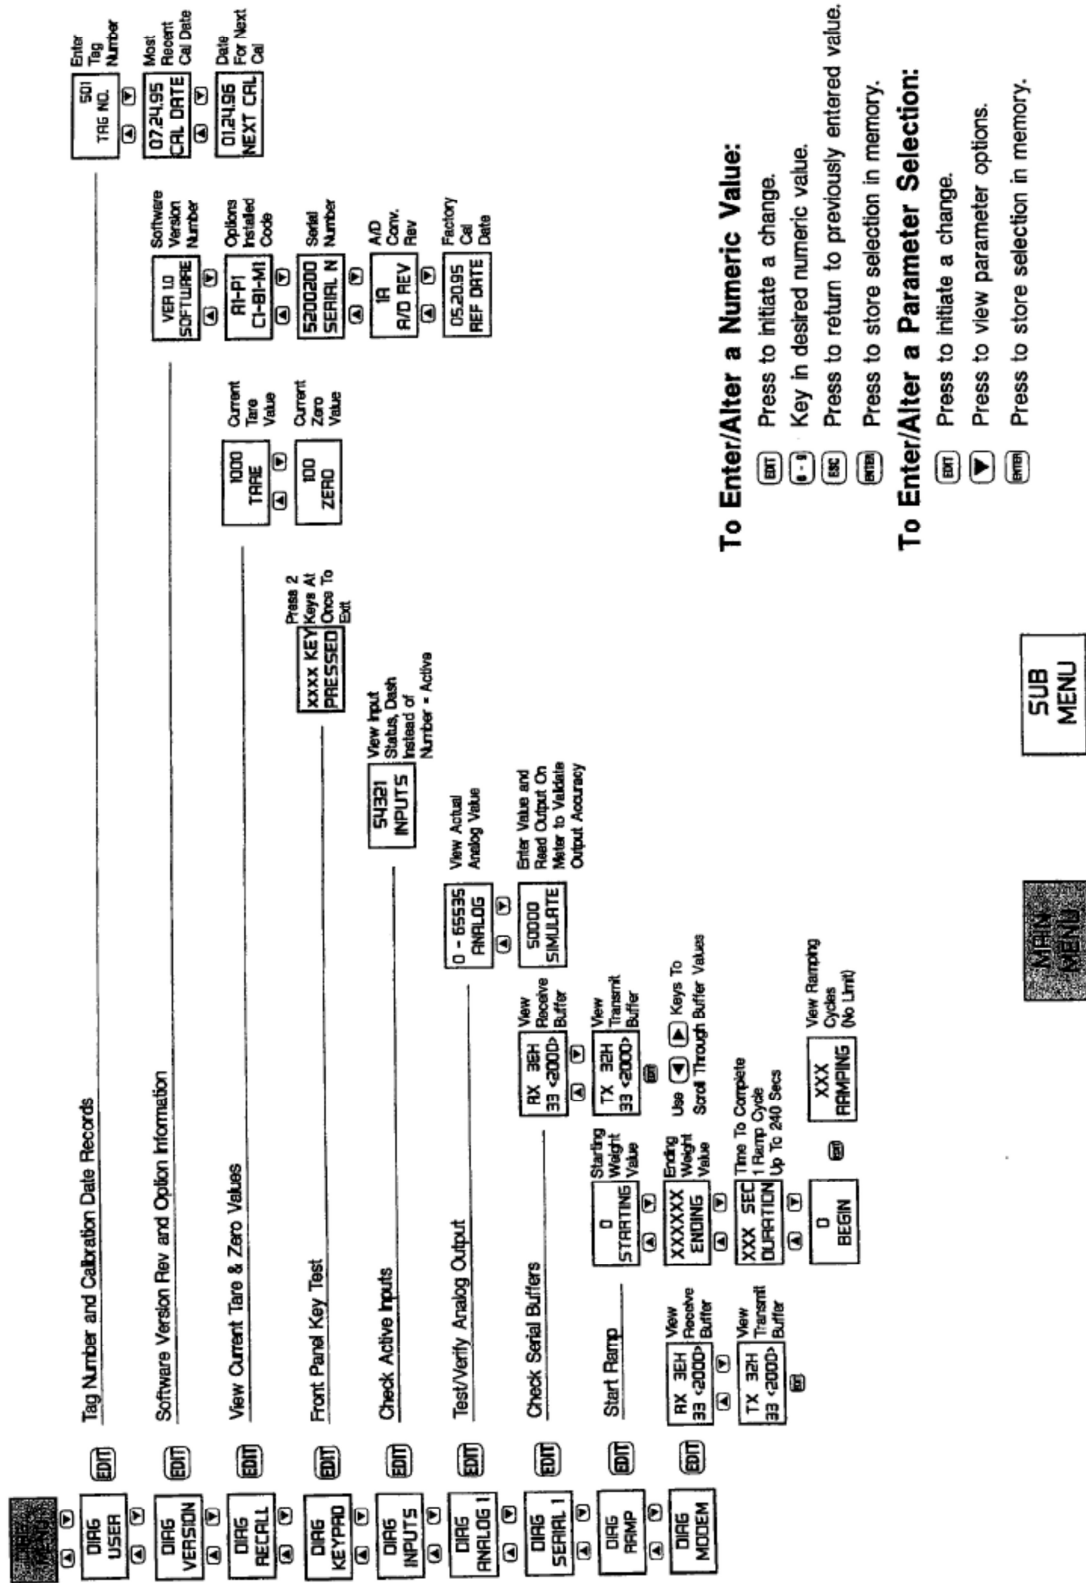 MENU
DIAG
USER
EDIT
Tag Number and Calibration Date Records
501
TAG NO.
Enter
Tag
Number
07.24.95
CAL DATE
Most
Recent
Cal Date
01.24.96
NEXT CAL
Date
For Next
Cal
DIAG
VERSION
EDIT
Software Version Rev and Option Information
VER 1.0
SOFTWARE
Software
Version
Number
A1-P1
C1-B1-M1
Options
Installed
Code
5200200
SERIAL N
Serial
Number
1A
A/D REV
A/D
Conv.
Rev
05.20.95
REF DATE
Factory
Cal
Date
DIAG
RECALL
EDIT
View Current Tare & Zero Values
1000
TARE
Current
Tare
Value
100
ZERO
Current
Zero
Value
DIAG
KEYPAD
EDIT
Front Panel Key Test
XXXX KEY
PRESSED
Press 2
Keys At
Once To
Exit
DIAG
INPUTS
EDIT
Check Active Inputs
54321
INPUTS
View Input
Status, Dash
Instead of
Number = Active
DIAG
ANALOG 1
EDIT
Test/Verify Analog Output
0 - 65535
ANALOG
View Actual
Analog Value
50000
SIMULATE
Enter Value and
Read Output On
Meter to Validate
Output Accuracy
DIAG
SERIAL 1
EDIT
Check Serial Buffers
RX 3EH
33 <200D>
View
Receive
Buffer
TX 32H
33 <200D>
View
Transmit
Buffer
EDIT
Use ◀ ▶ Keys To
Scroll Through Buffer Values
DIAG
RAMP
EDIT
Start Ramp
0
STARTING
Starting
Weight
Value
XXXXXX
ENDING
Ending
Weight
Value
XXX SEC
DURATION
Time To Complete
1 Ramp Cycle
Up To 240 Secs
0
BEGIN
EDIT
XXX
RAMPING
View Ramping
Cycles
(No Limit)
DIAG
MODEM
EDIT
RX 3EH
33 <200D>
View
Receive
Buffer
TX 32H
33 <200D>
View
Transmit
Buffer
EDIT
MAIN
MENU
SUB
MENU
To Enter/Alter a Numeric Value:
EDIT Press to initiate a change.
0 - 9 Key in desired numeric value.
ESC Press to return to previously entered value.
ENTER Press to store selection in memory.
To Enter/Alter a Parameter Selection:
EDIT Press to initiate a change.
▼ Press to view parameter options.
ENTER Press to store selection in memory.